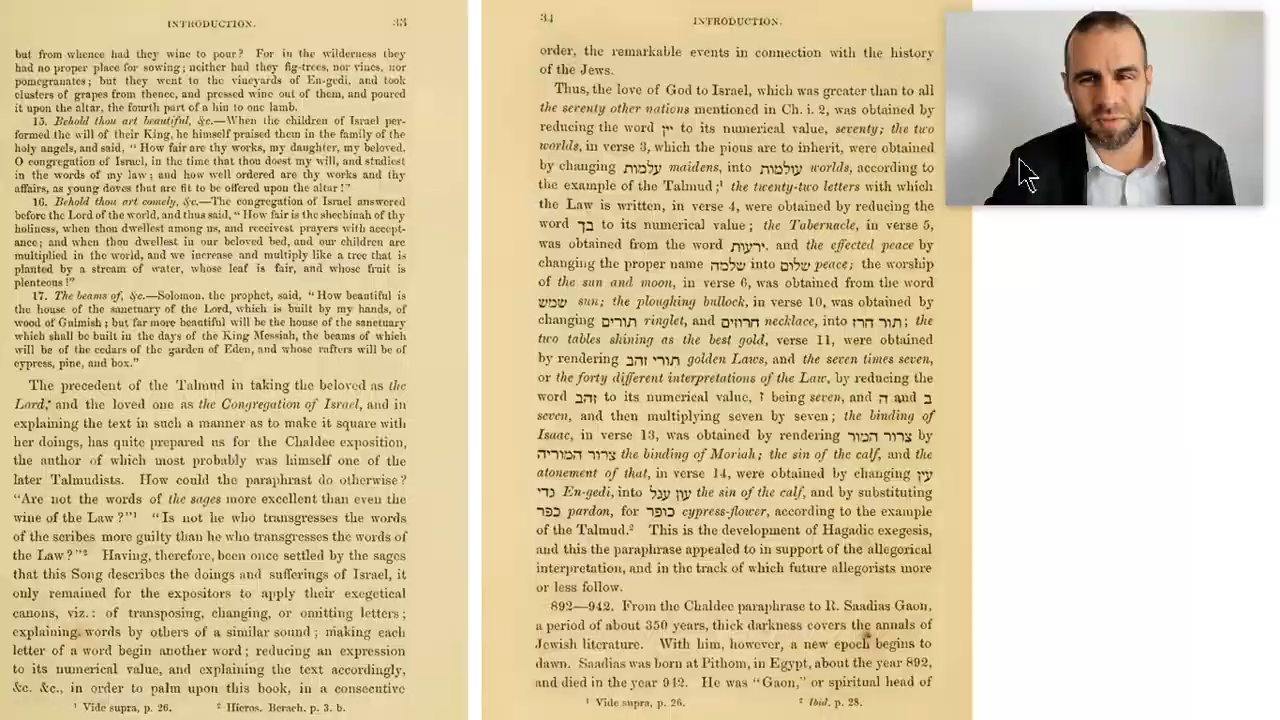 INTRODUCTION. 33
but from whence had they wine to pour? For in the wilderness they
had no proper place for sowing; neither had they fig-trees, nor vines, nor
pomegranates; but they went to the vineyards of En-gedi, and took
clusters of grapes from thence, and pressed wine out of them, and poured
it upon the altar, the fourth part of a hin to one lamb.
15. Behold thou art beautiful, &c.—When the children of Israel per-
formed the will of their King, he himself praised them in the family of the
holy angels, and said, "How fair are thy works, my daughter, my beloved.
O congregation of Israel, in the time that thou doest my will, and studiest
in the words of my law; and how well ordered are thy works and thy
affairs, as young doves that are fit to be offered upon the altar!"
16. Behold thou art comely, &c.—The congregation of Israel answered
before the Lord of the world, and thus said, "How fair is the shechinah of thy
holiness, when thou dwellest among us, and receivest prayers with accept-
ance; and when thou dwellest in our beloved bed, and our children are
multiplied in the world, and we increase and multiply like a tree that is
planted by a stream of water, whose leaf is fair, and whose fruit is
plenteous!"
17. The beams of, &c.—Solomon, the prophet, said, "How beautiful is
the house of the sanctuary of the Lord, which is built by my hands, of
wood of Gulmish; but far more beautiful will be the house of the sanctuary
which shall be built in the days of the King Messiah, the beams of which
will be of the cedars of the garden of Eden, and whose rafters will be of
cypress, pine, and box."
The precedent of the Talmud in taking the beloved as the
Lord, and the loved one as the Congregation of Israel, and in
explaining the text in such a manner as to make it square with
her doings, has quite prepared us for the Chaldee exposition,
the author of which most probably was himself one of the
later Talmudists. How could the paraphrast do otherwise?
"Are not the words of the sages more excellent than even the
wine of the Law?"¹ "Is not he who transgresses the words
of the scribes more guilty than he who transgresses the words of
the Law?"² Having, therefore, been once settled by the sages
that this Song describes the doings and sufferings of Israel, it
only remained for the expositors to apply their exegetical
canons, viz.: of transposing, changing, or omitting letters;
explaining words by others of a similar sound; making each
letter of a word begin another word; reducing an expression
to its numerical value, and explaining the text accordingly,
&c. &c., in order to palm upon this book, in a consecutive
¹ Vide supra, p. 26. ² Hieros. Berach. p. 3. b.
34 INTRODUCTION.
order, the remarkable events in connection with the history
of the Jews.
Thus, the love of God to Israel, which was greater than to all
the seventy other nations mentioned in Ch. i. 2, was obtained by
reducing the word יין to its numerical value, seventy; the two
worlds, in verse 3, which the pious are to inherit, were obtained
by changing עלמות maidens, into עולמות worlds, according to
the example of the Talmud;¹ the twenty-two letters with which
the Law is written, in verse 4, were obtained by reducing the
word בך to its numerical value; the Tabernacle, in verse 5,
was obtained from the word יריעות, and the effected peace by
changing the proper name שלמה into שלום peace; the worship
of the sun and moon, in verse 6, was obtained from the word
שמש sun; the ploughing bullock, in verse 10, was obtained by
changing תורים ringlet, and חרוזים necklace, into תור חרז; the
two tables shining as the best gold, verse 11, were obtained
by rendering תורי זהב golden Laws, and the seven times seven,
or the forty different interpretations of the Law, by reducing the
word זהב to its numerical value, ז being seven, and ה and ב
seven, and then multiplying seven by seven; the binding of
Isaac, in verse 13, was obtained by rendering צרור המור by
צרור המוריה the binding of Moriah; the sin of the calf, and the
atonement of that, in verse 14, were obtained by changing עין
גדי En-gedi, into עון עגל the sin of the calf, and by substituting
כפר pardon, for כופר cypress-flower, according to the example
of the Talmud.² This is the development of Hagadic exegesis,
and this the paraphrase appealed to in support of the allegorical
interpretation, and in the track of which future allegorists more
or less follow.
892—942. From the Chaldee paraphrase to R. Saadias Gaon,
a period of about 350 years, thick darkness covers the annals of
Jewish literature. With him, however, a new epoch begins to
dawn. Saadias was born at Pithom, in Egypt, about the year 892,
and died in the year 942. He was "Gaon," or spiritual head of
¹ Vide supra, p. 26. ² Ibid. p. 28.